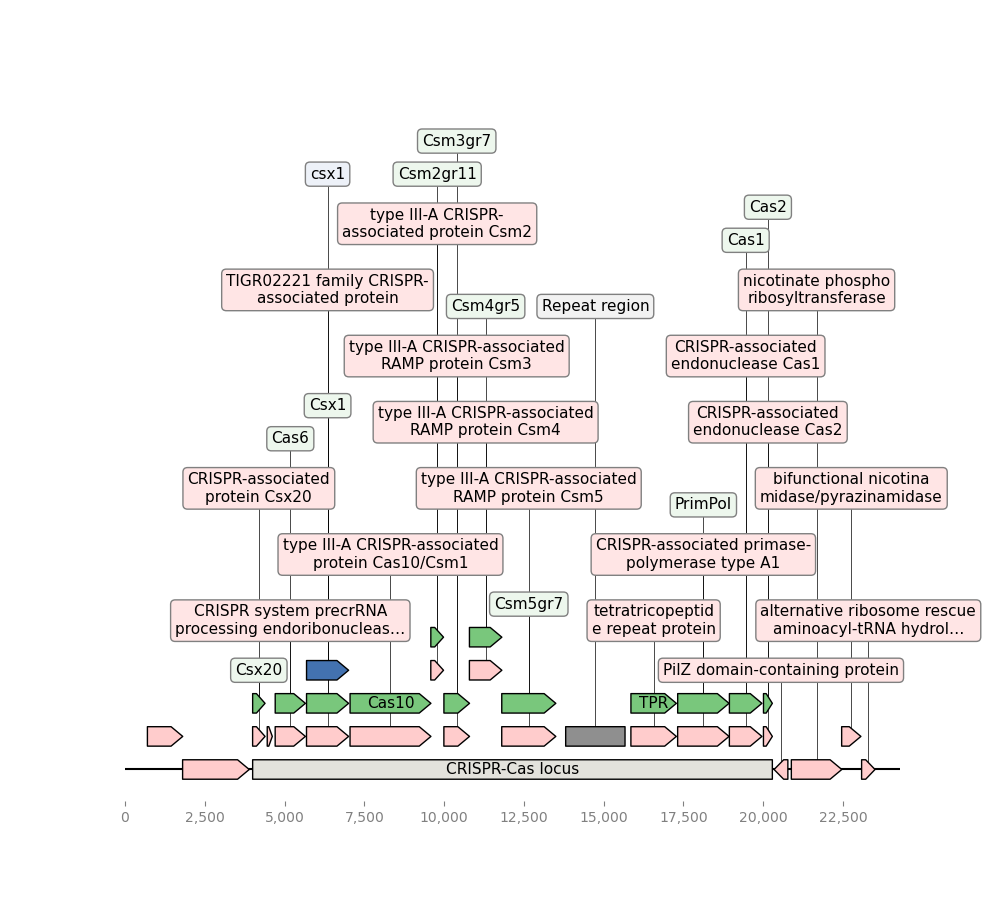 Csm3gr7
csx1
Csm2gr11
type III-A CRISPR-
associated protein Csm2
Cas2
Cas1
TIGR02221 family CRISPR-
associated protein
nicotinate phospho
ribosyltransferase
Csm4gr5
Repeat region
type III-A CRISPR-associated
RAMP protein Csm3
CRISPR-associated
endonuclease Cas1
Csx1
type III-A CRISPR-associated
RAMP protein Csm4
CRISPR-associated
endonuclease Cas2
Cas6
CRISPR-associated
protein Csx20
type III-A CRISPR-associated
RAMP protein Csm5
bifunctional nicotina
midase/pyrazinamidase
PrimPol
type III-A CRISPR-associated
protein Cas10/Csm1
CRISPR-associated primase-
polymerase type A1
Csm5gr7
CRISPR system precrRNA
processing endoribonucleas…
tetratricopeptid
e repeat protein
alternative ribosome rescue
aminoacyl-tRNA hydrol…
Csx20
PilZ domain-containing protein
Cas10
TPR
CRISPR-Cas locus
0
2,500
5,000
7,500
10,000
12,500
15,000
17,500
20,000
22,500